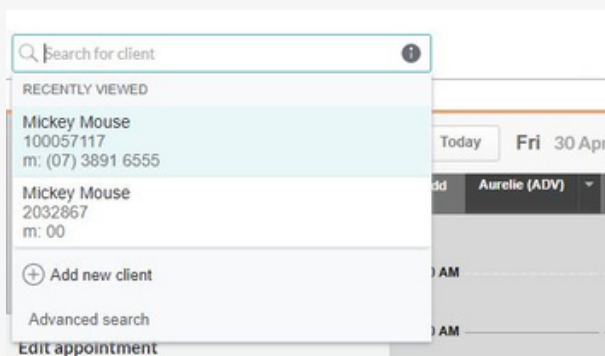 Search for client
RECENTLY VIEWED
Mickey Mouse
100057117
m: (07) 3891 6555
Mickey Mouse
2032867
m: 00
Add new client
Advanced search
Edit appointment
Today
Fri 30 Apr
Aurelie (ADV)
AM
AM